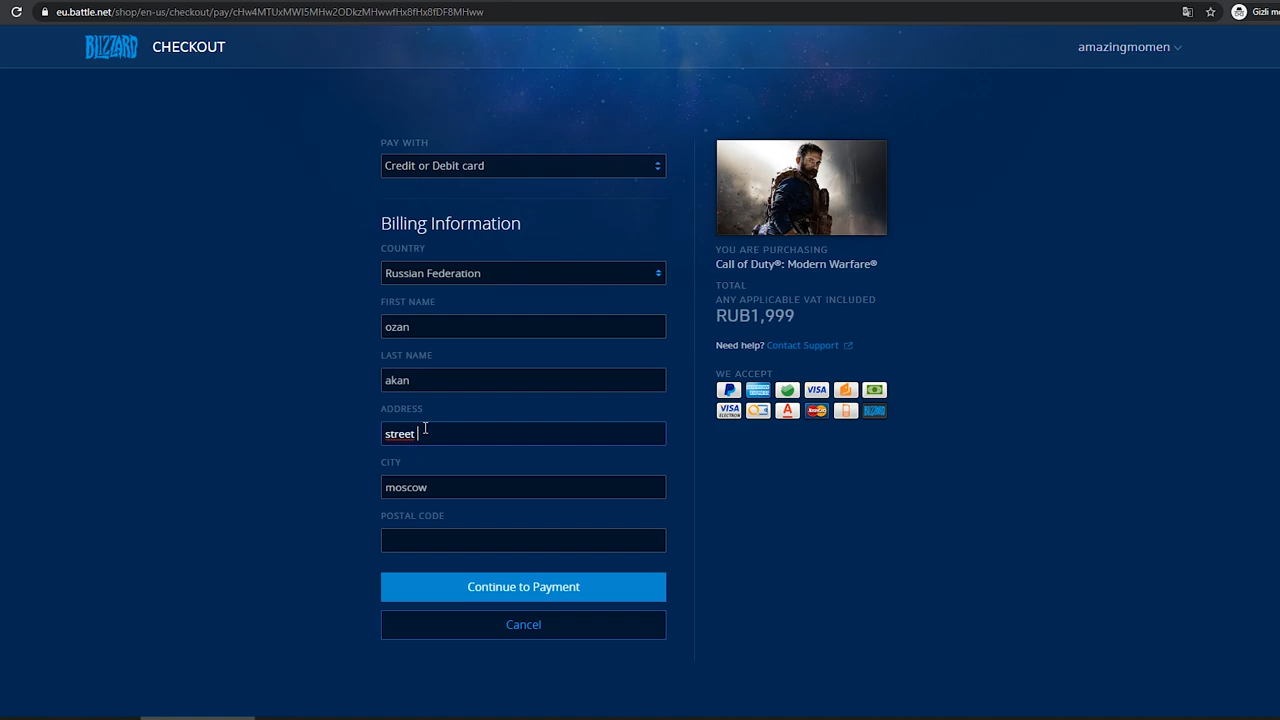 eu.battle.net/shop/en-us/checkout/pay/cHw4MTUxMWI5MHw2ODkzMHwwfHx8fHx8fDF8MHww
Gizli mo
BLIZZARD CHECKOUT
amazingmomen
PAY WITH
Credit or Debit card
Billing Information
COUNTRY
Russian Federation
FIRST NAME
ozan
LAST NAME
akan
ADDRESS
street
CITY
moscow
POSTAL CODE
Continue to Payment
Cancel
YOU ARE PURCHASING
Call of Duty®: Modern Warfare®
TOTAL
ANY APPLICABLE VAT INCLUDED
RUB1,999
Need help? Contact Support
WE ACCEPT
VISA
VISA